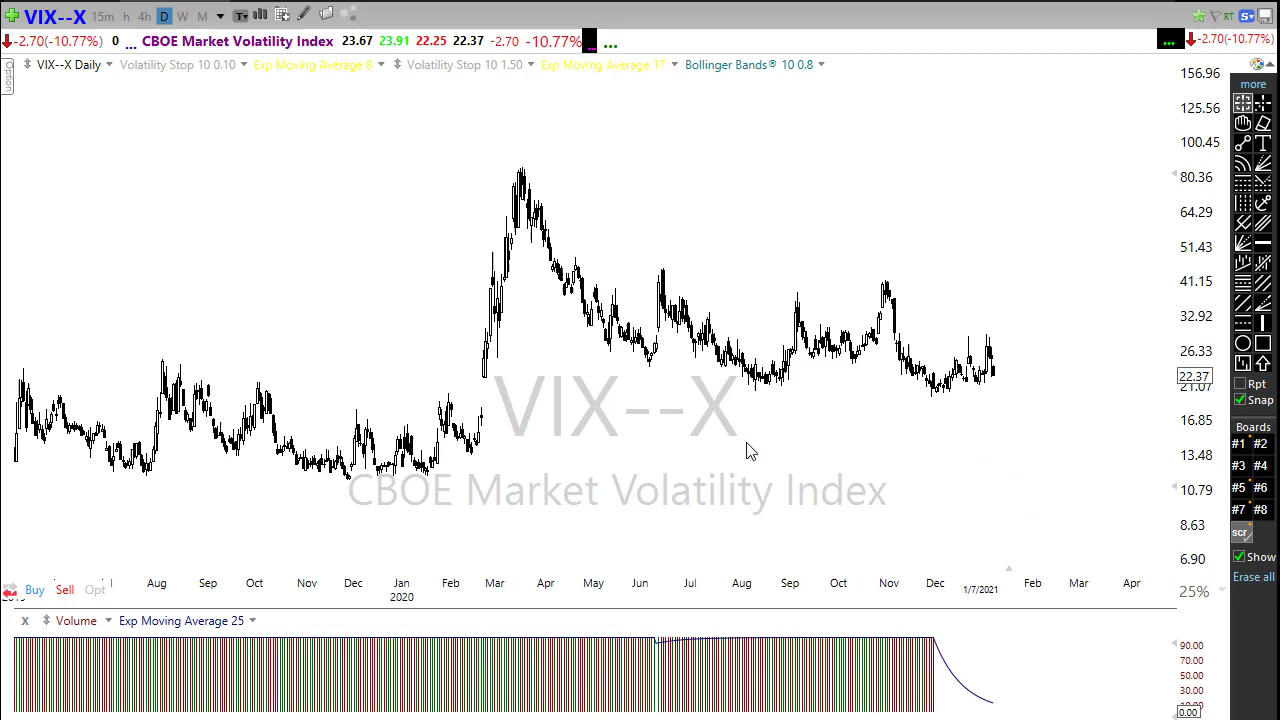 VIX--X 15m h 4h D W M T RT S
-2.70(-10.77%) 0 ... CBOE Market Volatility Index 23.67 23.91 22.25 22.37 -2.70 -10.77% ... ... ... -2.70(-10.77%)
Option
VIX--X Daily Volatility Stop 10 0.10 Exp Moving Average 8 Volatility Stop 10 1.50 Exp Moving Average 17 Bollinger Bands® 10 0.8
156.96
125.56
100.45
80.36
64.29
51.43
41.15
32.92
26.33
22.37
21.07
16.85
13.48
10.79
8.63
6.90
VIX--X
CBOE Market Volatility Index
Aug Sep Oct Nov Dec Jan Feb Mar Apr May Jun Jul Aug Sep Oct Nov Dec 1/7/2021 Feb Mar Apr
2020
Buy Sell Opt
25%
X Volume Exp Moving Average 25
90.00
70.00
50.00
30.00
0.00
more
T
Rpt
Snap
Boards
#1 #2
#3 #4
#5 #6
#7 #8
scr
Show
Erase all